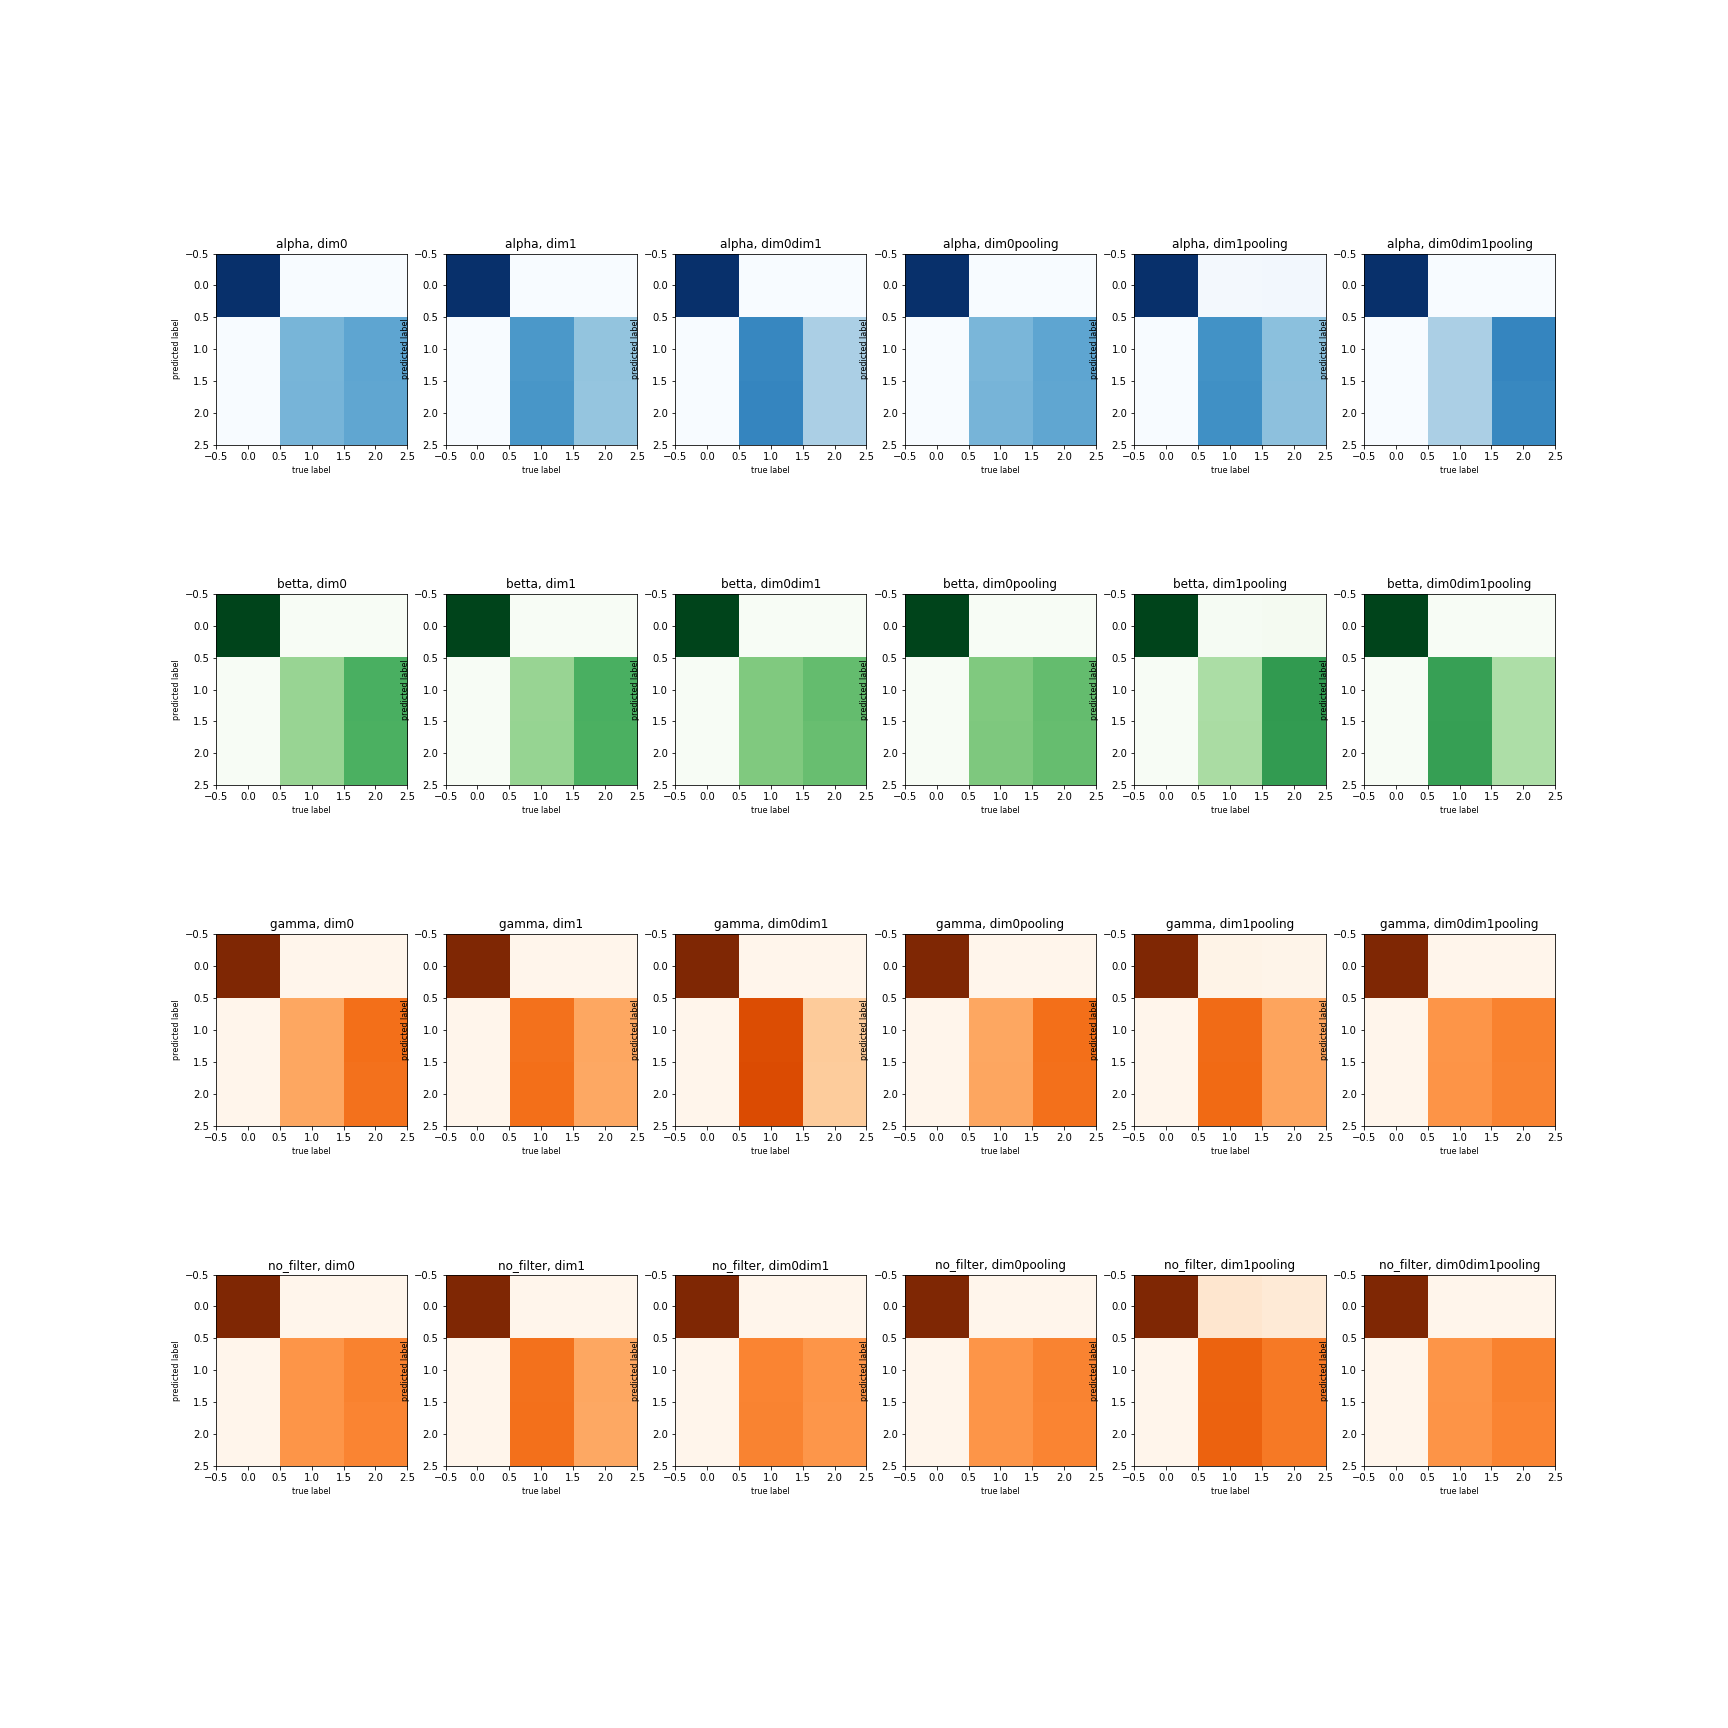 alpha, dim0 alpha, dim1 alpha, dim0dim1 alpha, dim0pooling alpha, dim1pooling alpha, dim0dim1pooling
−0.5 −0.5 −0.5 −0.5 −0.5 −0.5
0.0 0.0 0.0 0.0 0.0 0.0
0.5 0.5 0.5 0.5 0.5 0.5
1.0 1.0 1.0 1.0 1.0 1.0
predicted label predicted label predicted label predicted label predicted label predicted label
1.5 1.5 1.5 1.5 1.5 1.5
2.0 2.0 2.0 2.0 2.0 2.0
2.5 2.5 2.5 2.5 2.5 2.5
−0.5 0.0 0.5 1.0 1.5 2.0 2.5 −0.5 0.0 0.5 1.0 1.5 2.0 2.5 −0.5 0.0 0.5 1.0 1.5 2.0 2.5 −0.5 0.0 0.5 1.0 1.5 2.0 2.5 −0.5 0.0 0.5 1.0 1.5 2.0 2.5 −0.5 0.0 0.5 1.0 1.5 2.0 2.5
true label true label true label true label true label true label
betta, dim0 betta, dim1 betta, dim0dim1 betta, dim0pooling betta, dim1pooling betta, dim0dim1pooling
−0.5 −0.5 −0.5 −0.5 −0.5 −0.5
0.0 0.0 0.0 0.0 0.0 0.0
0.5 0.5 0.5 0.5 0.5 0.5
1.0 1.0 1.0 1.0 1.0 1.0
predicted label predicted label predicted label predicted label predicted label predicted label
1.5 1.5 1.5 1.5 1.5 1.5
2.0 2.0 2.0 2.0 2.0 2.0
2.5 2.5 2.5 2.5 2.5 2.5
−0.5 0.0 0.5 1.0 1.5 2.0 2.5 −0.5 0.0 0.5 1.0 1.5 2.0 2.5 −0.5 0.0 0.5 1.0 1.5 2.0 2.5 −0.5 0.0 0.5 1.0 1.5 2.0 2.5 −0.5 0.0 0.5 1.0 1.5 2.0 2.5 −0.5 0.0 0.5 1.0 1.5 2.0 2.5
true label true label true label true label true label true label
gamma, dim0 gamma, dim1 gamma, dim0dim1 gamma, dim0pooling gamma, dim1pooling gamma, dim0dim1pooling
−0.5 −0.5 −0.5 −0.5 −0.5 −0.5
0.0 0.0 0.0 0.0 0.0 0.0
0.5 0.5 0.5 0.5 0.5 0.5
1.0 1.0 1.0 1.0 1.0 1.0
predicted label predicted label predicted label predicted label predicted label predicted label
1.5 1.5 1.5 1.5 1.5 1.5
2.0 2.0 2.0 2.0 2.0 2.0
2.5 2.5 2.5 2.5 2.5 2.5
−0.5 0.0 0.5 1.0 1.5 2.0 2.5 −0.5 0.0 0.5 1.0 1.5 2.0 2.5 −0.5 0.0 0.5 1.0 1.5 2.0 2.5 −0.5 0.0 0.5 1.0 1.5 2.0 2.5 −0.5 0.0 0.5 1.0 1.5 2.0 2.5 −0.5 0.0 0.5 1.0 1.5 2.0 2.5
true label true label true label true label true label true label
no_filter, dim0 no_filter, dim1 no_filter, dim0dim1 no_filter, dim0pooling no_filter, dim1pooling no_filter, dim0dim1pooling
−0.5 −0.5 −0.5 −0.5 −0.5 −0.5
0.0 0.0 0.0 0.0 0.0 0.0
0.5 0.5 0.5 0.5 0.5 0.5
1.0 1.0 1.0 1.0 1.0 1.0
predicted label predicted label predicted label predicted label predicted label predicted label
1.5 1.5 1.5 1.5 1.5 1.5
2.0 2.0 2.0 2.0 2.0 2.0
2.5 2.5 2.5 2.5 2.5 2.5
−0.5 0.0 0.5 1.0 1.5 2.0 2.5 −0.5 0.0 0.5 1.0 1.5 2.0 2.5 −0.5 0.0 0.5 1.0 1.5 2.0 2.5 −0.5 0.0 0.5 1.0 1.5 2.0 2.5 −0.5 0.0 0.5 1.0 1.5 2.0 2.5 −0.5 0.0 0.5 1.0 1.5 2.0 2.5
true label true label true label true label true label true label